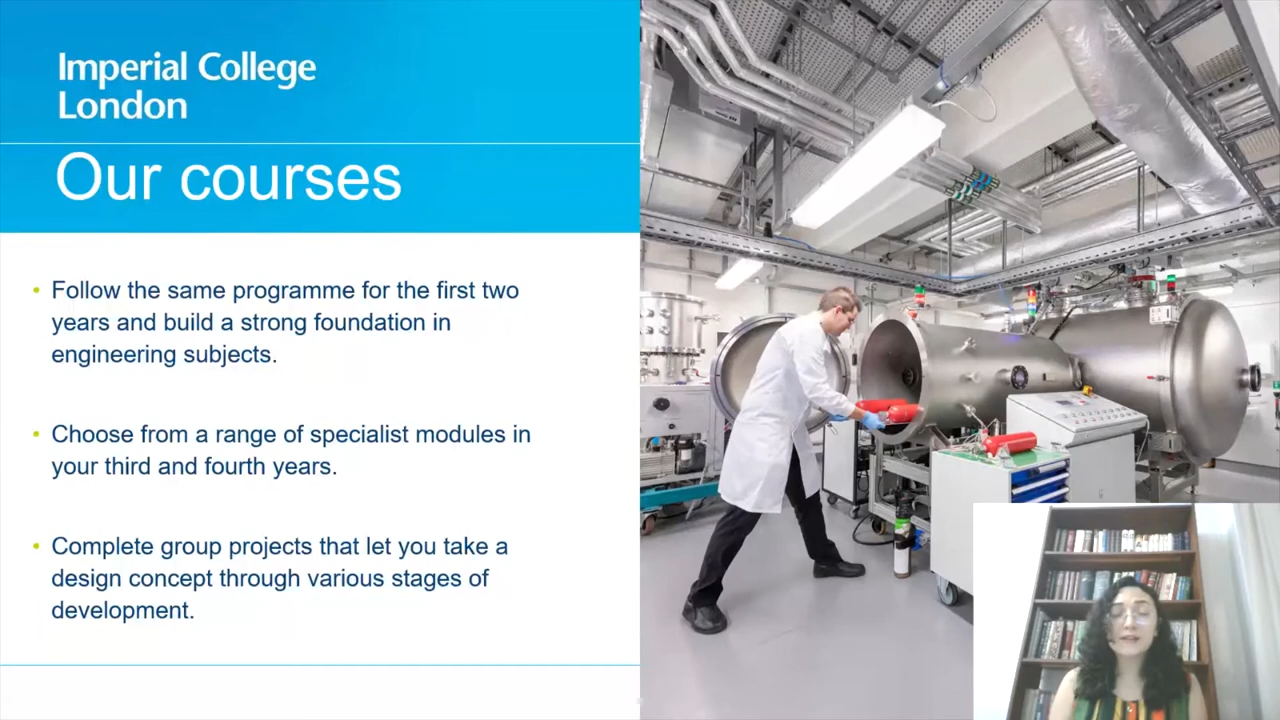 Imperial College
London
Our courses
• Follow the same programme for the first two
years and build a strong foundation in
engineering subjects.
• Choose from a range of specialist modules in
your third and fourth years.
• Complete group projects that let you take a
design concept through various stages of
development.